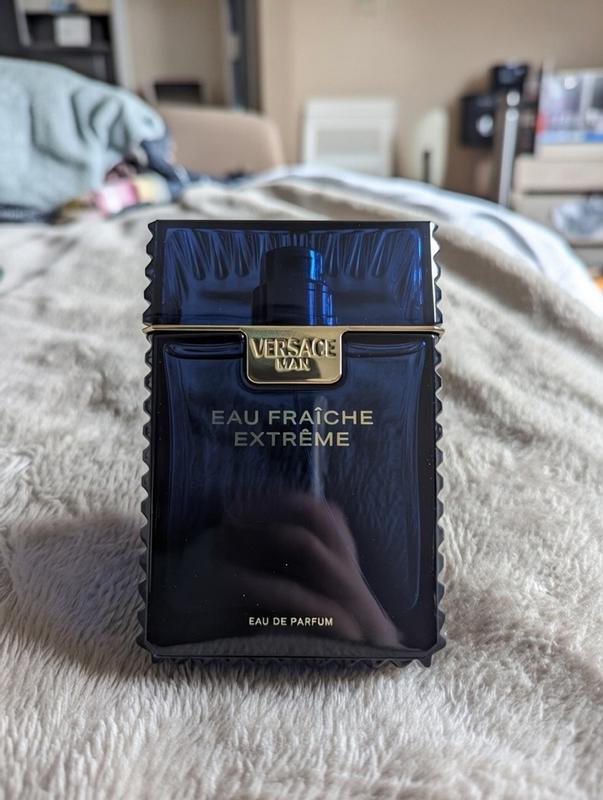 VERSACE
MAN
EAU FRAÎCHE
EXTRÊME
EAU DE PARFUM